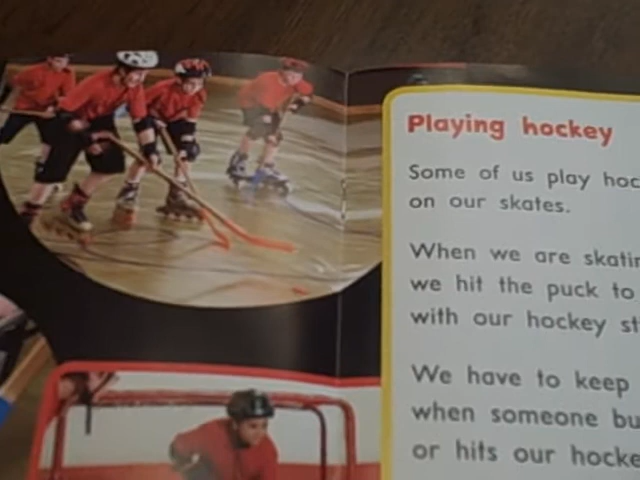 Playing hockey
Some of us play hoc
on our skates.
When we are skatin
we hit the puck to
with our hockey st
We have to keep
when someone bu
or hits our hocke